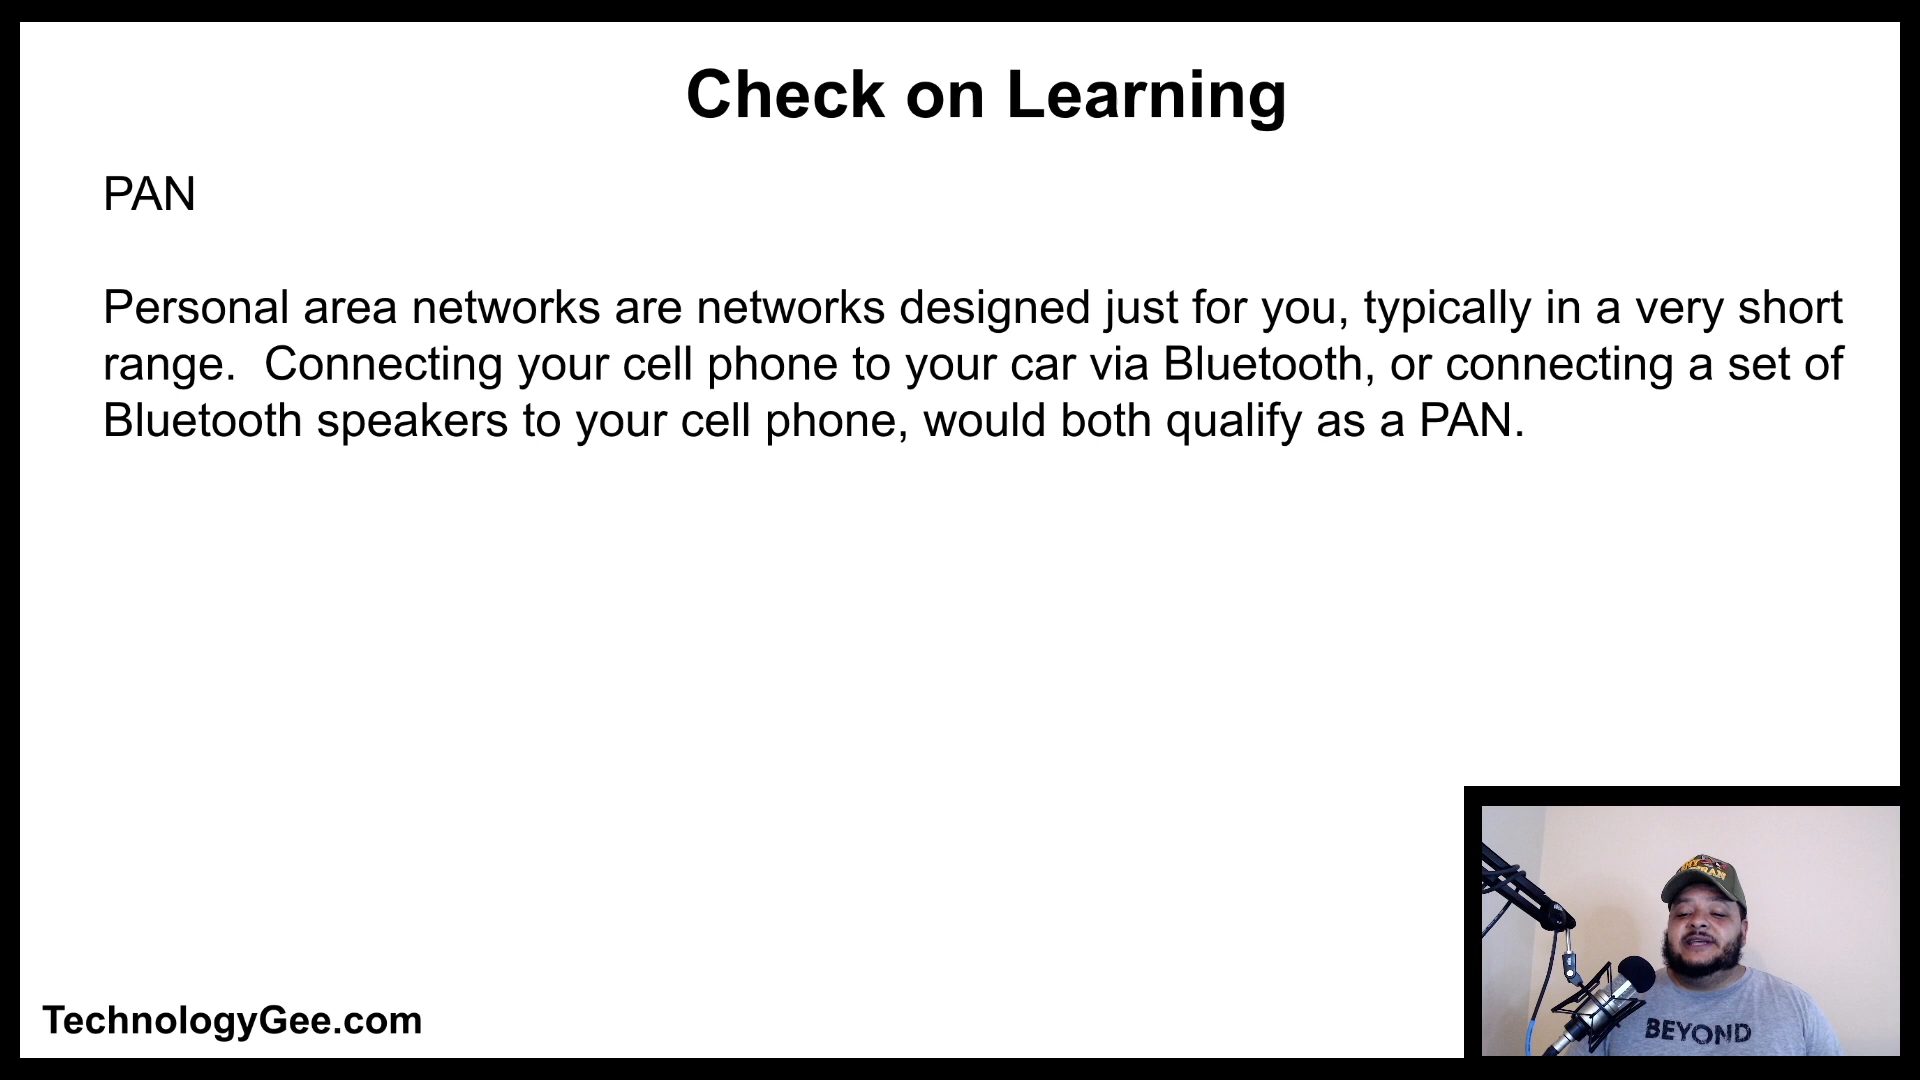 Check on Learning
PAN
Personal area networks are networks designed just for you, typically in a very short
range.  Connecting your cell phone to your car via Bluetooth, or connecting a set of
Bluetooth speakers to your cell phone, would both qualify as a PAN.
TechnologyGee.com
BEYOND